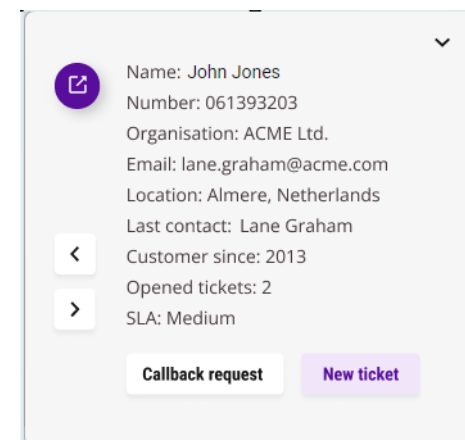 Name: John Jones
Number: 061393203
Organisation: ACME Ltd.
Email: lane.graham@acme.com
Location: Almere, Netherlands
Last contact: Lane Graham
Customer since: 2013
Opened tickets: 2
SLA: Medium
Callback request New ticket